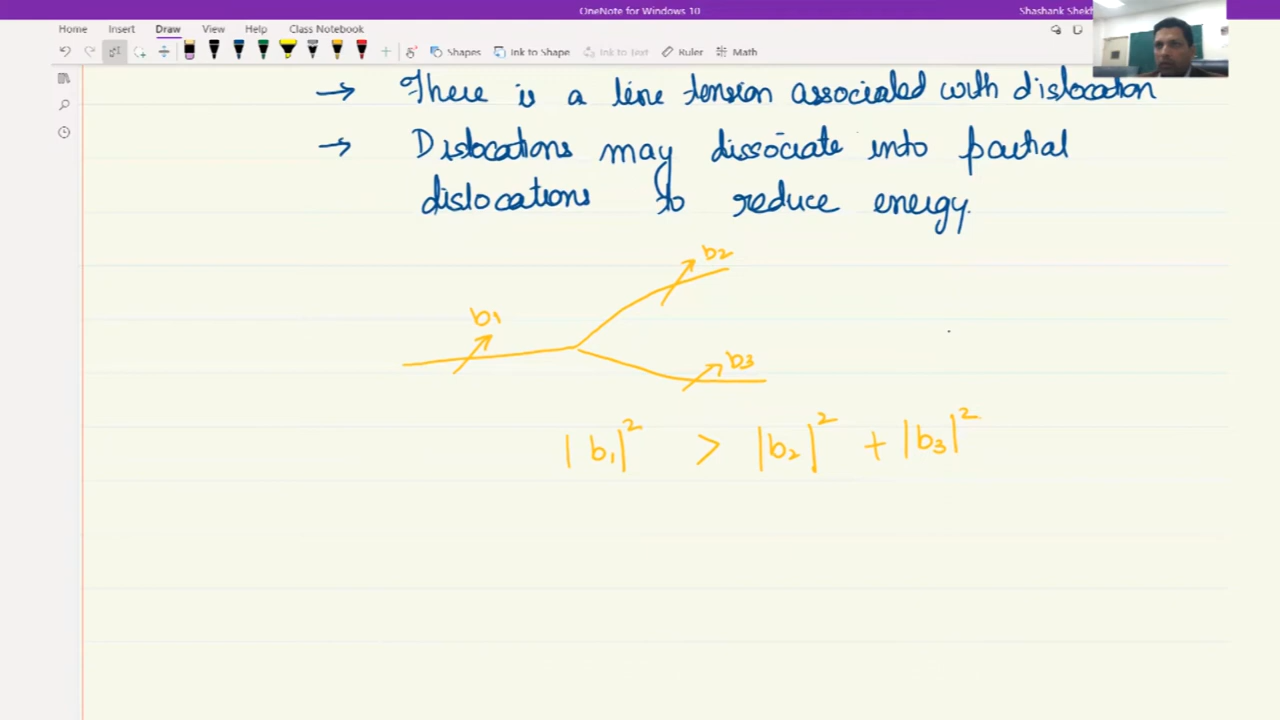 OneNote for Windows 10
Shashank Shekh
Home Insert Draw View Help Class Notebook
Shapes Ink to Shape Ink to Text Ruler Math
→ There is a line tension associated with dislocation
→ Dislocations may dissociate into partial
dislocations to reduce energy.
b2
b1
b3
|b1|² > |b2|² + |b3|²